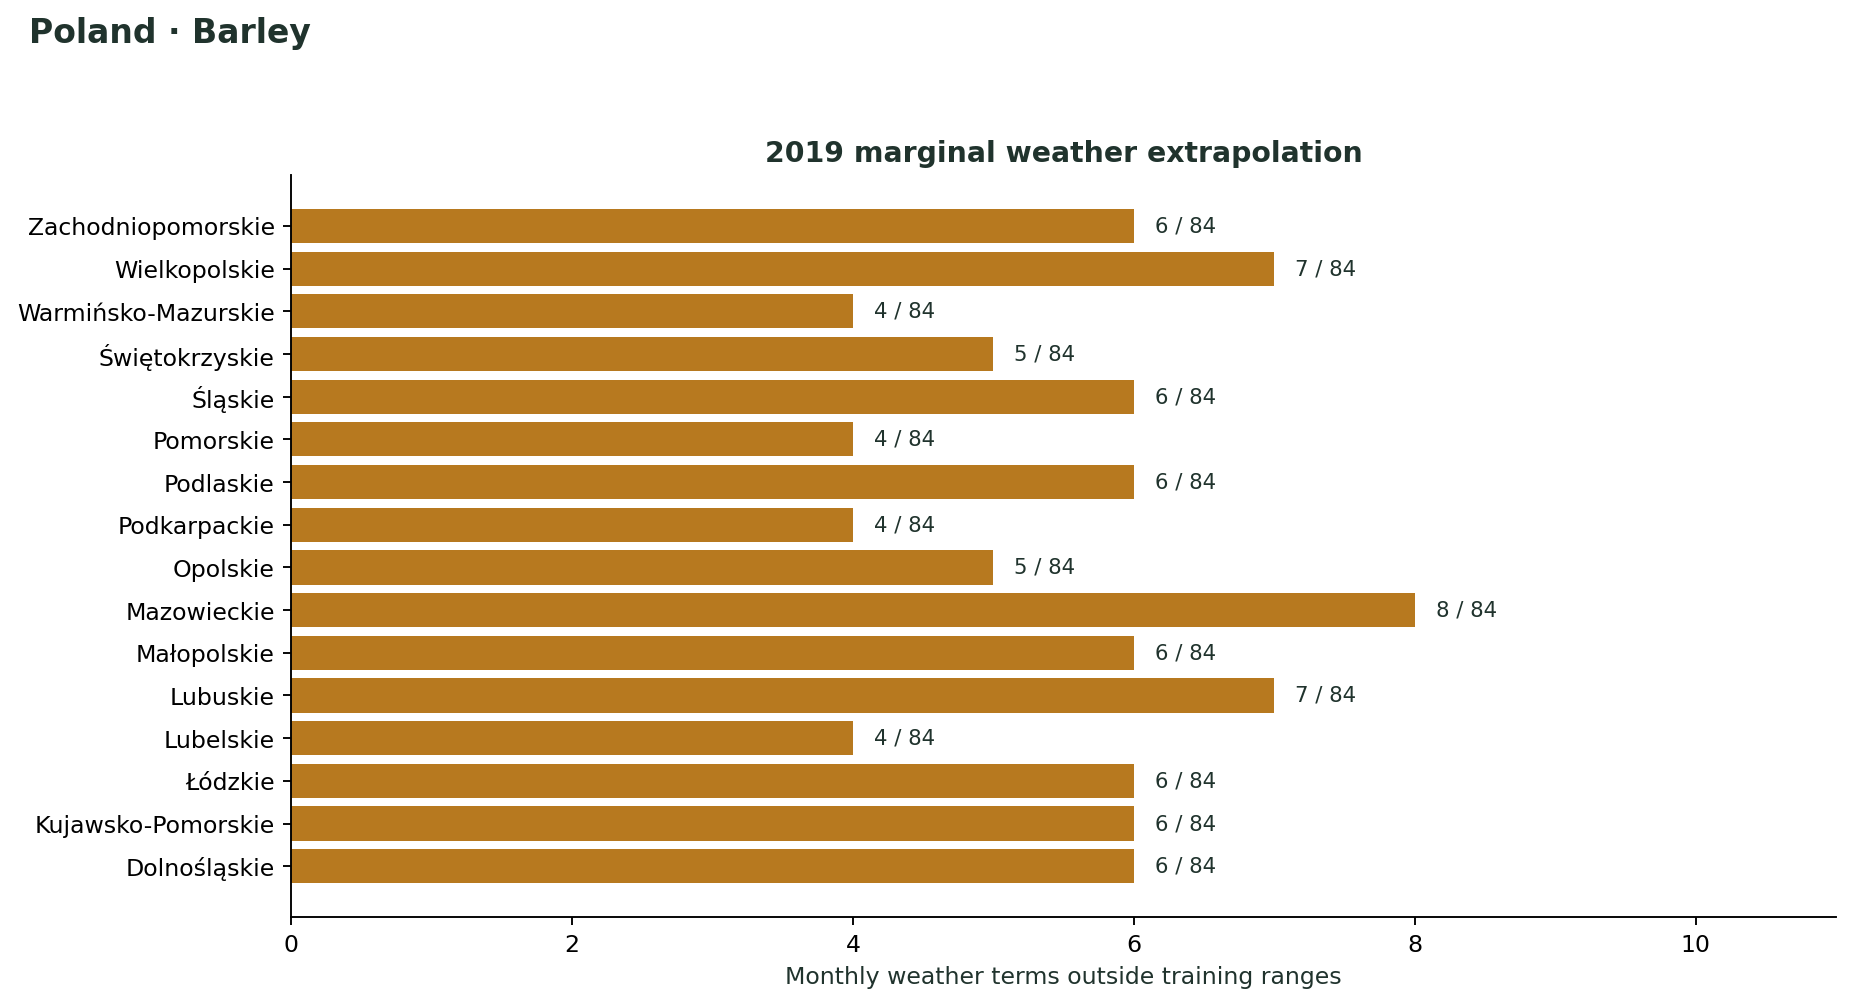 Poland · Barley
2019 marginal weather extrapolation
Zachodniopomorskie 6 / 84
Wielkopolskie 7 / 84
Warmińsko-Mazurskie 4 / 84
Świętokrzyskie 5 / 84
Śląskie 6 / 84
Pomorskie 4 / 84
Podlaskie 6 / 84
Podkarpackie 4 / 84
Opolskie 5 / 84
Mazowieckie 8 / 84
Małopolskie 6 / 84
Lubuskie 7 / 84
Lubelskie 4 / 84
Łódzkie 6 / 84
Kujawsko-Pomorskie 6 / 84
Dolnośląskie 6 / 84
0 2 4 6 8 10
Monthly weather terms outside training ranges